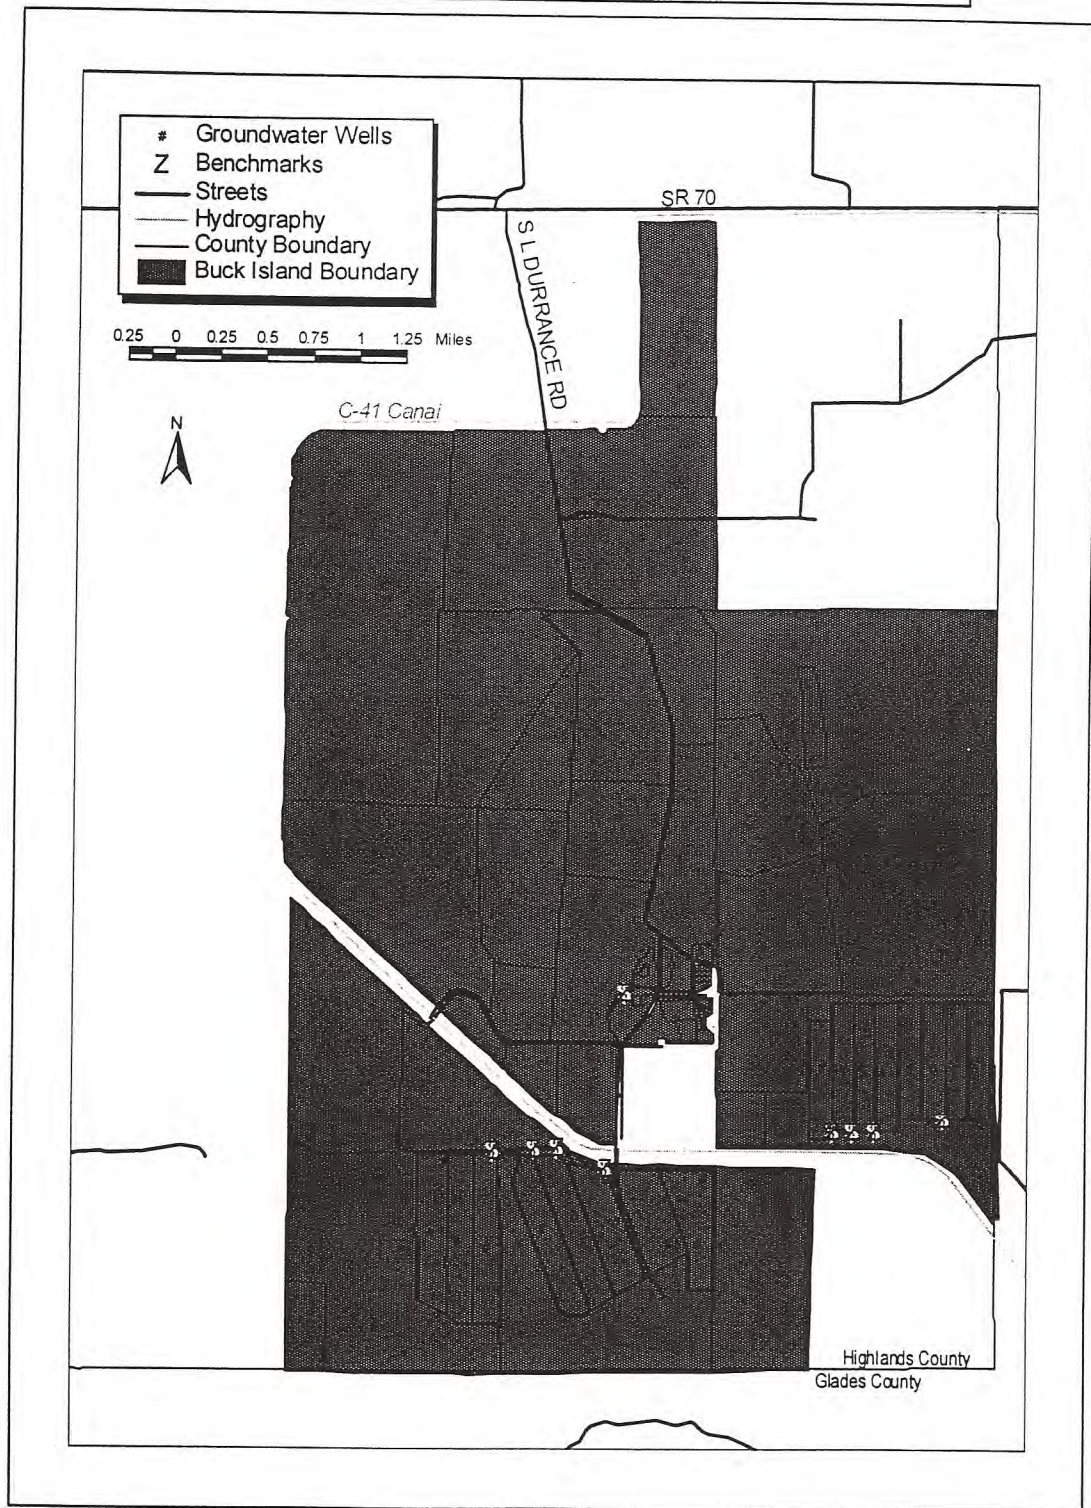 # Groundwater Wells
Z Benchmarks
Streets
Hydrography
County Boundary
Buck Island Boundary
SR 70
S L DURRANCE RD
0.25 0 0.25 0.5 0.75 1 1.25 Miles
C-41 Canal
N
Highlands County
Glades County